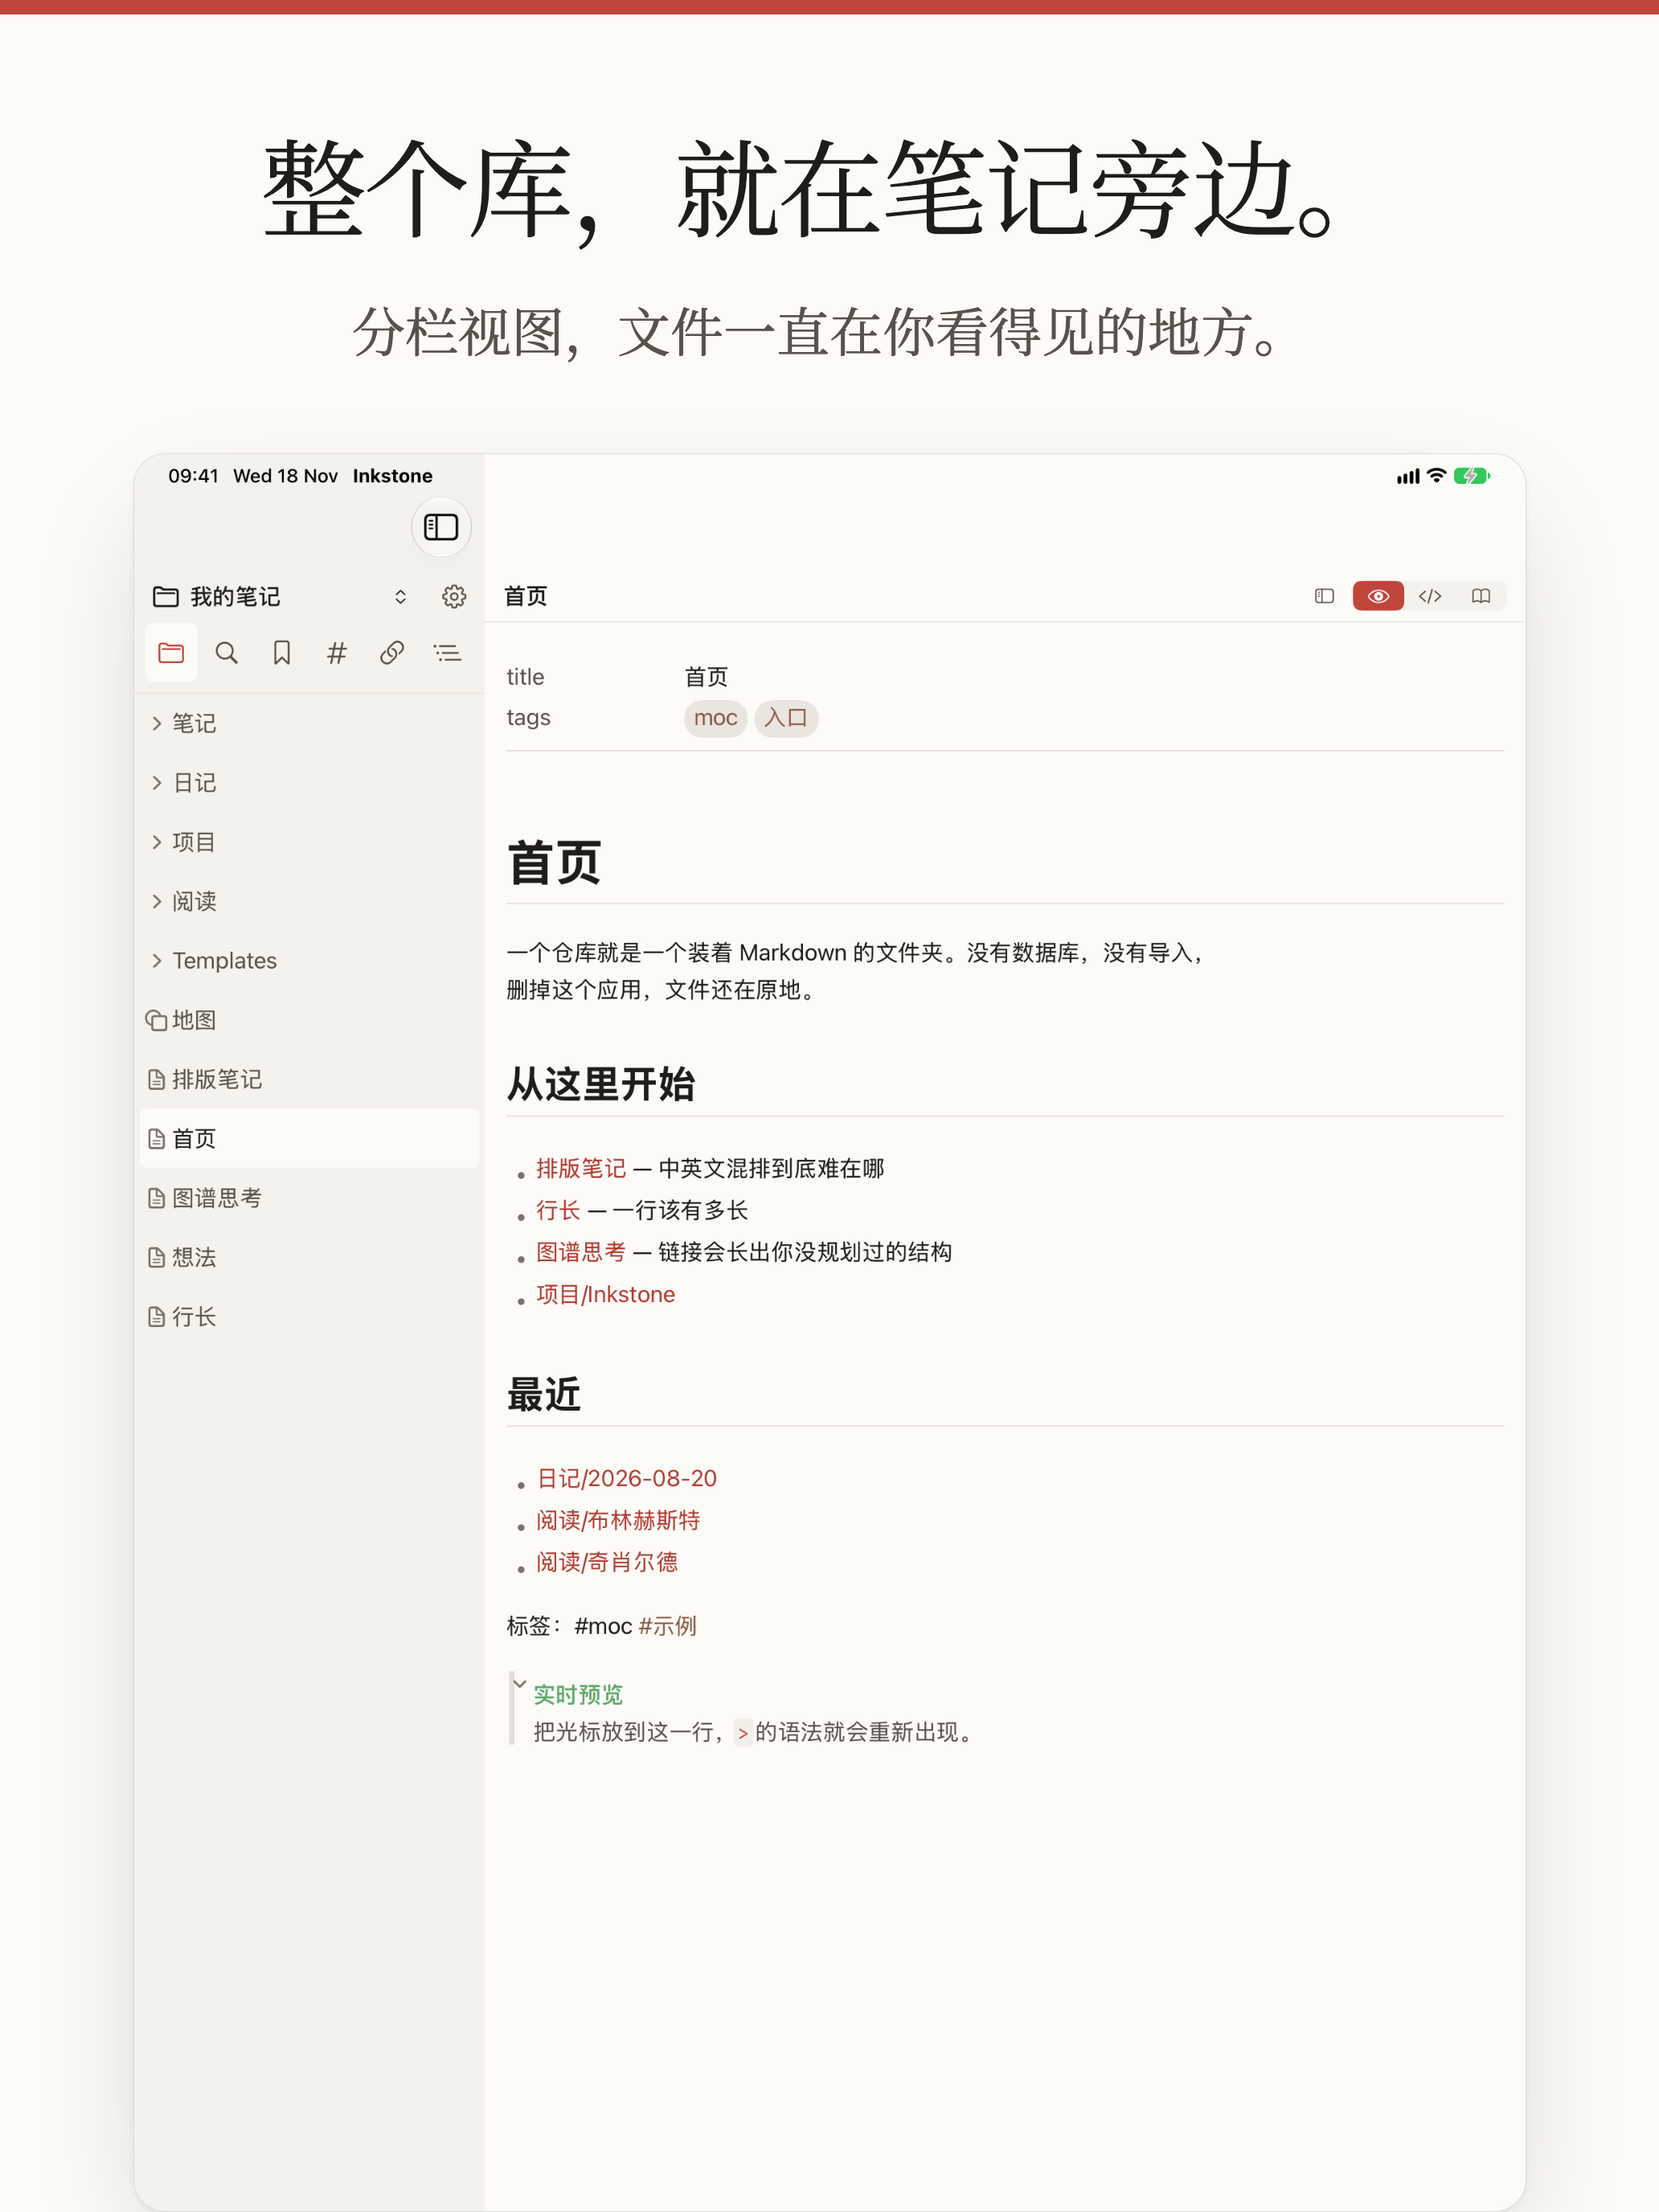 整个库，就在笔记旁边。
分栏视图，文件一直在你看得见的地方。
09:41 Wed 18 Nov Inkstone
我的笔记
笔记
日记
项目
阅读
Templates
地图
排版笔记
首页
图谱思考
想法
行长
首页
title 首页
tags moc 入口
首页
一个仓库就是一个装着 Markdown 的文件夹。没有数据库，没有导入，
删掉这个应用，文件还在原地。
从这里开始
排版笔记 — 中英文混排到底难在哪
行长 — 一行该有多长
图谱思考 — 链接会长出你没规划过的结构
项目/Inkstone
最近
日记/2026-08-20
阅读/布林赫斯特
阅读/奇肖尔德
标签：#moc #示例
实时预览
把光标放到这一行，>的语法就会重新出现。